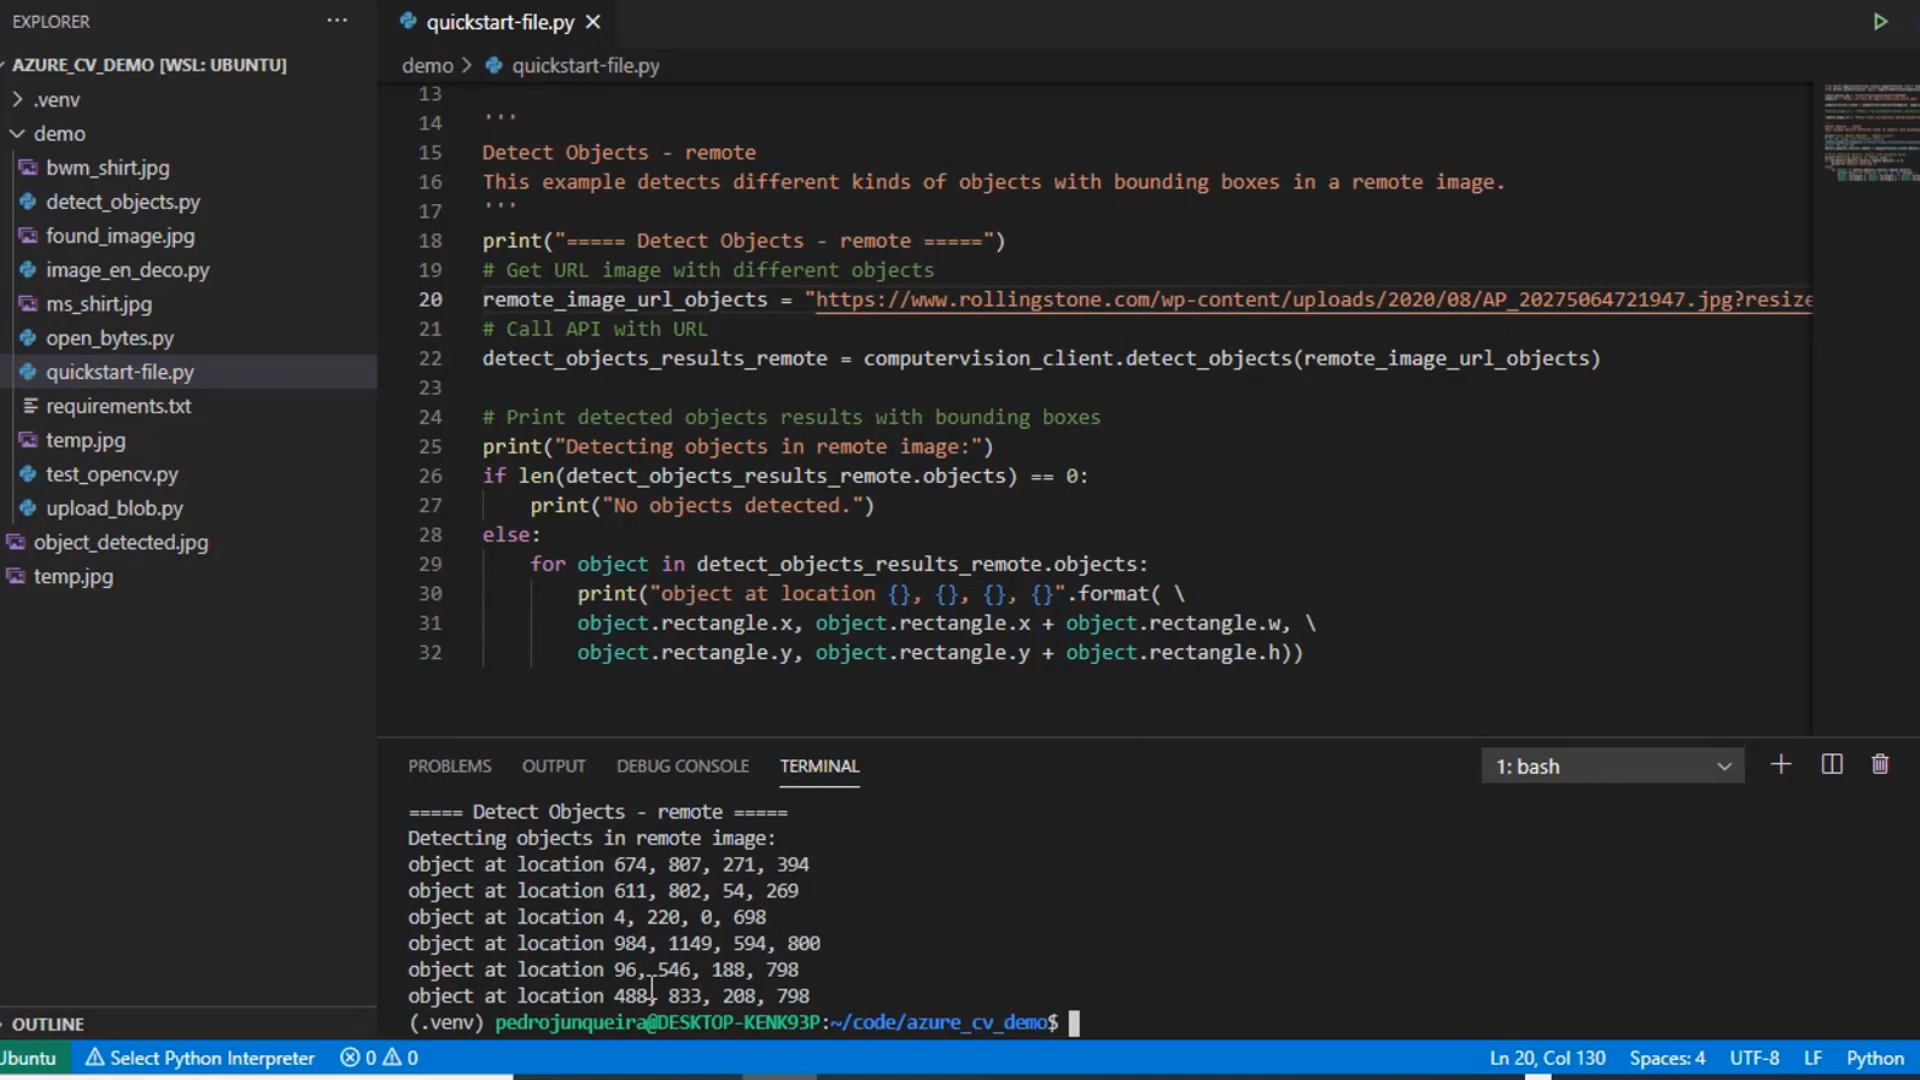 EXPLORER
···
quickstart-file.py
AZURE_CV_DEMO [WSL: UBUNTU]
demo > quickstart-file.py
.venv
demo
bwm_shirt.jpg
detect_objects.py
found_image.jpg
image_en_deco.py
ms_shirt.jpg
open_bytes.py
quickstart-file.py
requirements.txt
temp.jpg
test_opencv.py
upload_blob.py
object_detected.jpg
temp.jpg
OUTLINE
13
14 '''
15 Detect Objects - remote
16 This example detects different kinds of objects with bounding boxes in a remote image.
17 '''
18 print("===== Detect Objects - remote =====")
19 # Get URL image with different objects
20 remote_image_url_objects = "https://www.rollingstone.com/wp-content/uploads/2020/08/AP_20275064721947.jpg?resize
21 # Call API with URL
22 detect_objects_results_remote = computervision_client.detect_objects(remote_image_url_objects)
23
24 # Print detected objects results with bounding boxes
25 print("Detecting objects in remote image:")
26 if len(detect_objects_results_remote.objects) == 0:
27 print("No objects detected.")
28 else:
29 for object in detect_objects_results_remote.objects:
30 print("object at location {}, {}, {}, {}".format( \
31 object.rectangle.x, object.rectangle.x + object.rectangle.w, \
32 object.rectangle.y, object.rectangle.y + object.rectangle.h))
PROBLEMS OUTPUT DEBUG CONSOLE TERMINAL 1: bash
===== Detect Objects - remote =====
Detecting objects in remote image:
object at location 674, 807, 271, 394
object at location 611, 802, 54, 269
object at location 4, 220, 0, 698
object at location 984, 1149, 594, 800
object at location 96, 546, 188, 798
object at location 488, 833, 208, 798
(.venv) pedrojunqueira@DESKTOP-KENK93P:~/code/azure_cv_demo$
Ubuntu Select Python Interpreter 0 0 Ln 20, Col 130 Spaces: 4 UTF-8 LF Python